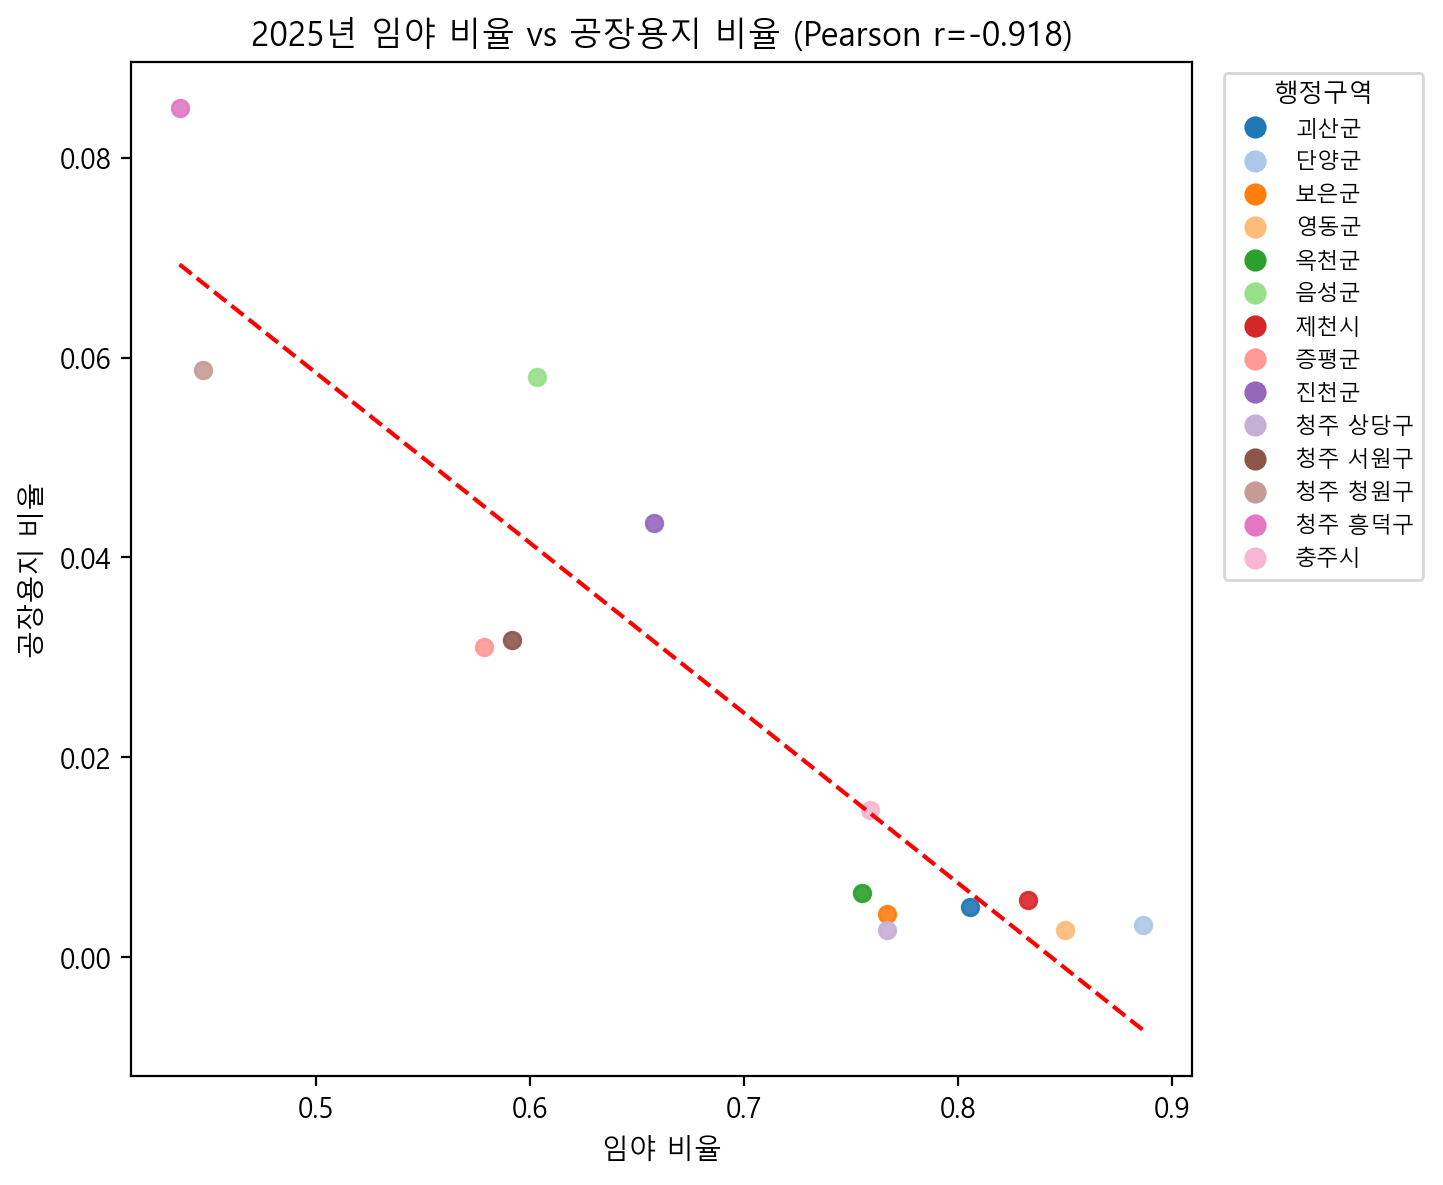 2025년 임야 비율 vs 공장용지 비율 (Pearson r=-0.918)
공장용지 비율
0.08
0.06
0.04
0.02
0.00
0.5 0.6 0.7 0.8 0.9
임야 비율
행정구역
괴산군
단양군
보은군
영동군
옥천군
음성군
제천시
증평군
진천군
청주 상당구
청주 서원구
청주 청원구
청주 흥덕구
충주시